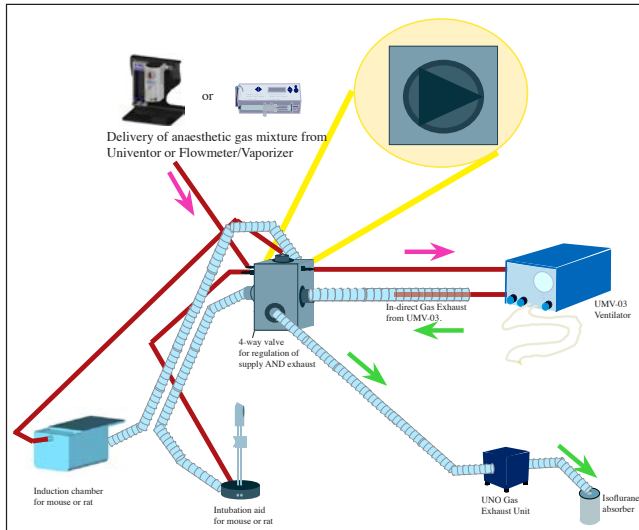 or
Delivery of anaesthetic gas mixture from
Univentor or Flowmeter/Vaporizer
In-direct Gas Exhaust
from UMV-03.
UMV-03
Ventilator
4-way valve
for regulation of
supply AND exhaust
Induction chamber
for mouse or rat
Intubation aid
for mouse or rat
UNO Gas
Exhaust Unit
Isoflurane
absorber